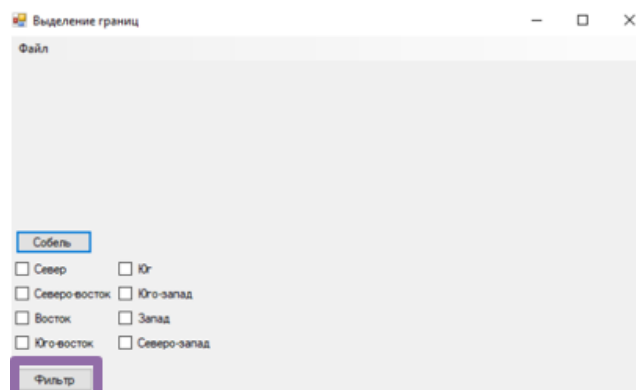 Выделение границ
Файл
Собель
Север Юг
Северо-восток Юго-запад
Восток Запад
Юго-восток Северо-запад
Фильтр